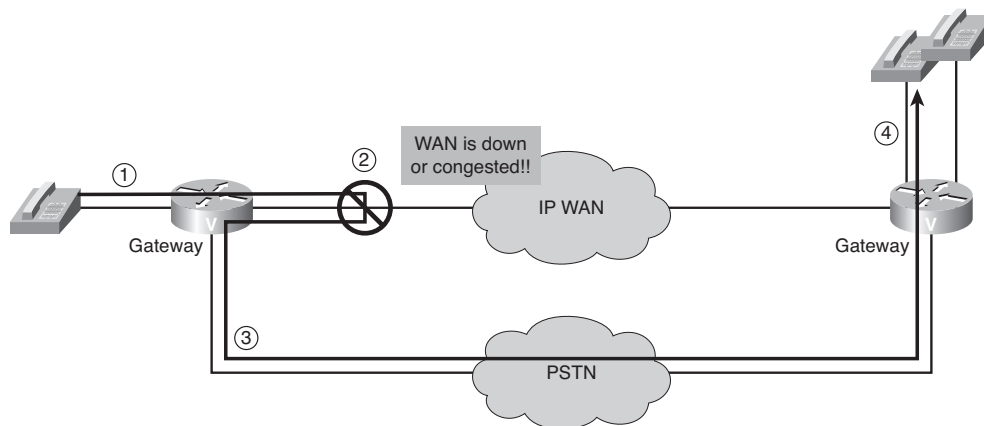 ④
WAN is down
or congested!!
②
①
IP WAN
V
Gateway
V
Gateway
③
PSTN